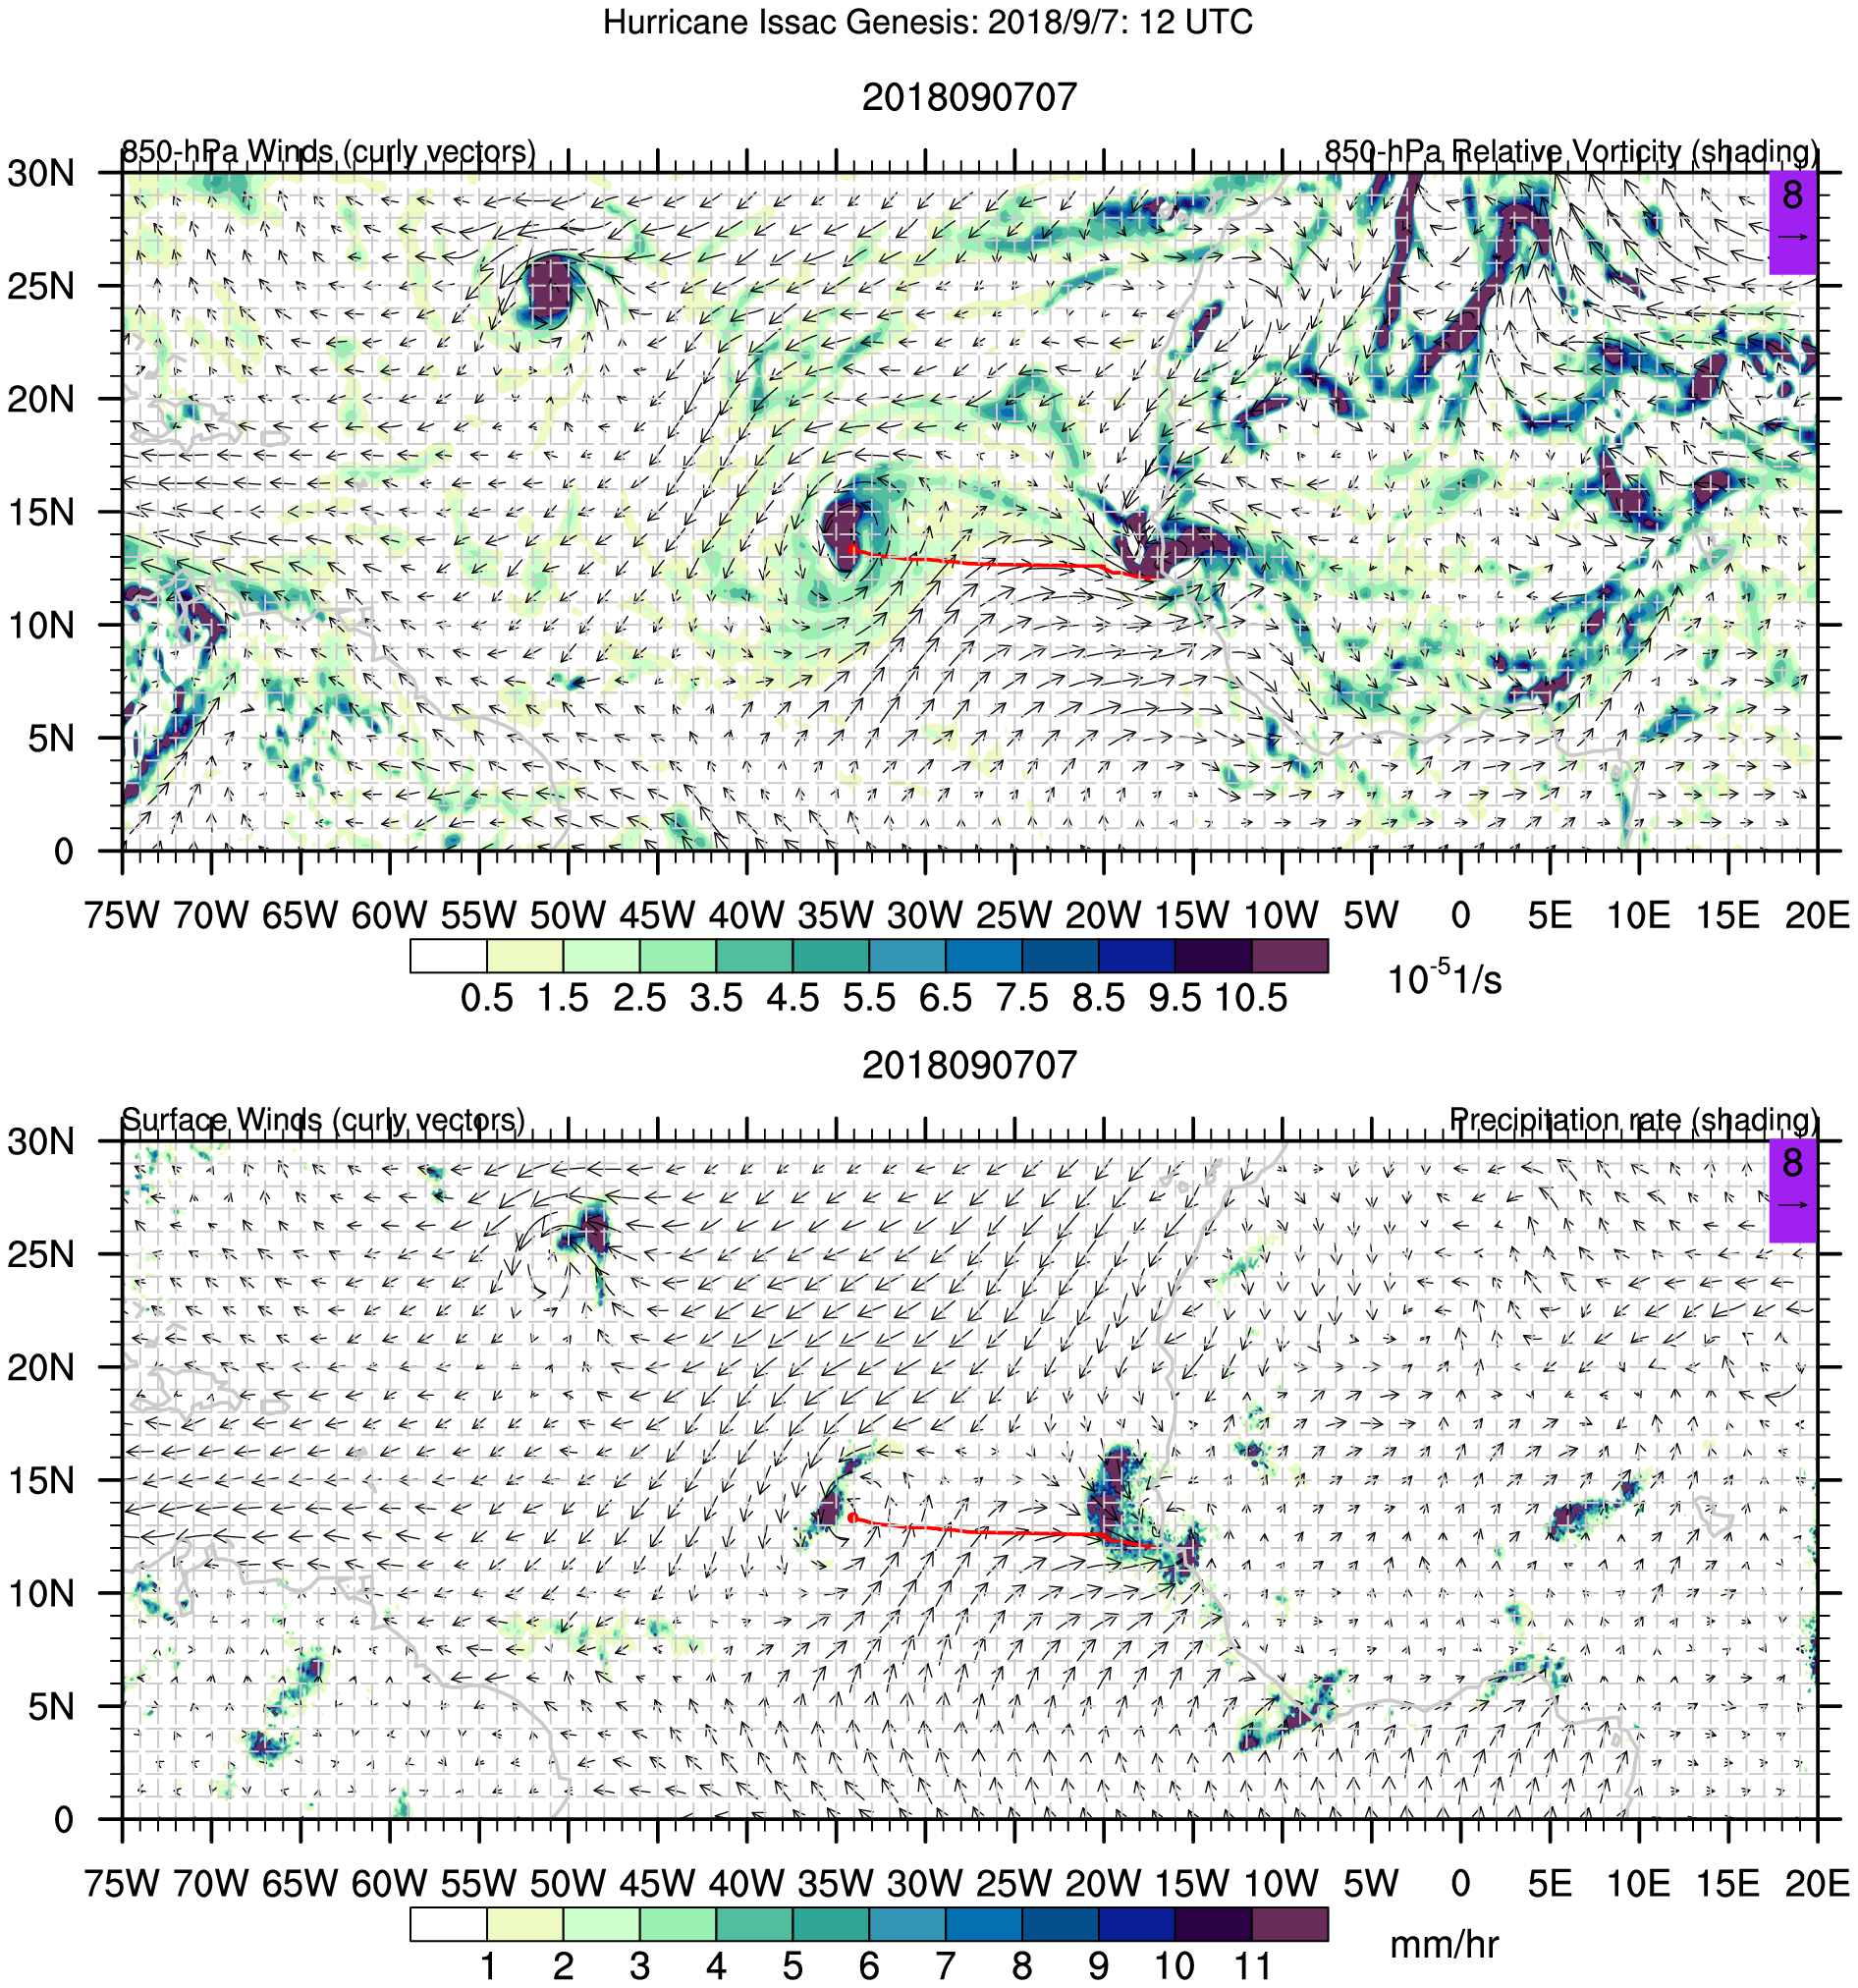 Hurricane Issac Genesis: 2018/9/7: 12 UTC
2018090707
850-hPa Winds (curly vectors)
850-hPa Relative Vorticity (shading)
30N
25N
20N
15N
10N
5N
0
8
75W 70W 65W 60W 55W 50W 45W 40W 35W 30W 25W 20W 15W 10W 5W 0 5E 10E 15E 20E
0.5 1.5 2.5 3.5 4.5 5.5 6.5 7.5 8.5 9.5 10.5
10⁻⁵1/s
2018090707
Surface Winds (curly vectors)
Precipitation rate (shading)
30N
25N
20N
15N
10N
5N
0
8
75W 70W 65W 60W 55W 50W 45W 40W 35W 30W 25W 20W 15W 10W 5W 0 5E 10E 15E 20E
1 2 3 4 5 6 7 8 9 10 11
mm/hr